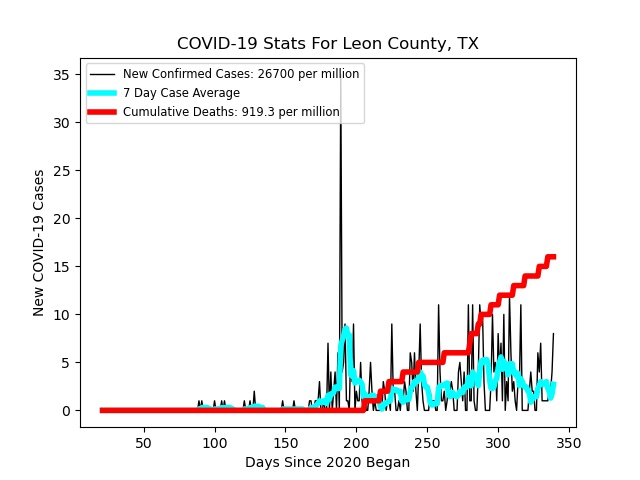 COVID-19 Stats For Leon County, TX
New Confirmed Cases: 26700 per million
7 Day Case Average
Cumulative Deaths: 919.3 per million
New COVID-19 Cases
35
30
25
20
15
10
5
0
50
100
150
200
250
300
350
Days Since 2020 Began